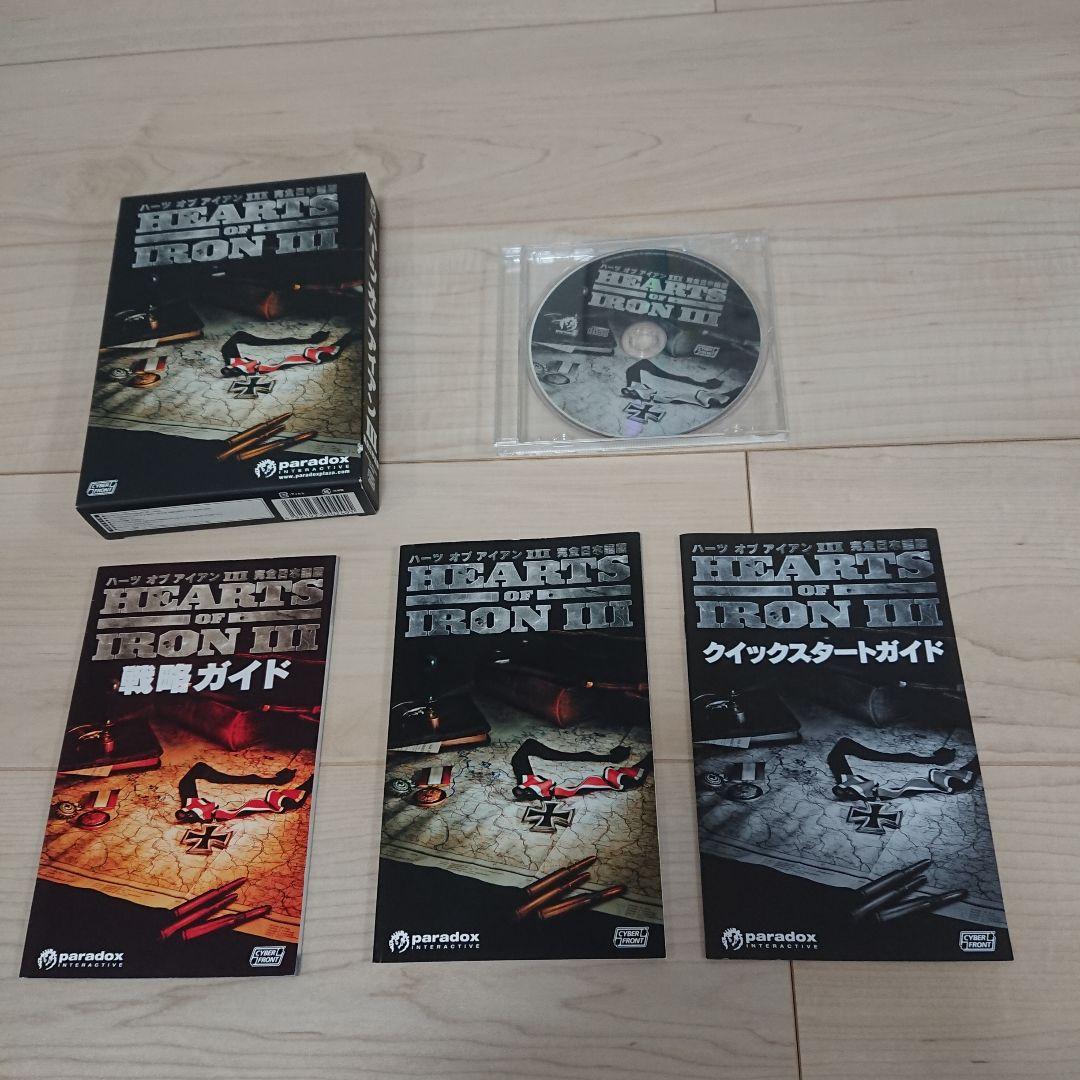 ハーツ オブ アイアン III 完全日本語版
HEARTS
OF
IRON III
paradox
INTERACTIVE
www.paradoxplaza.com
CYBER
FRONT
ハーツ オブ アイアン III 完全日本語版
HEARTS
OF
IRON III
CYBER
FRONT
ハーツ オブ アイアン III 完全日本語版
HEARTS
OF
IRON III
戦略ガイド
paradox
INTERACTIVE
CYBER
FRONT
ハーツ オブ アイアン III 完全日本語版
HEARTS
OF
IRON III
paradox
INTERACTIVE
CYBER
FRONT
ハーツ オブ アイアン III 完全日本語版
HEARTS
OF
IRON III
クイックスタートガイド
paradox
INTERACTIVE
CYBER
FRONT